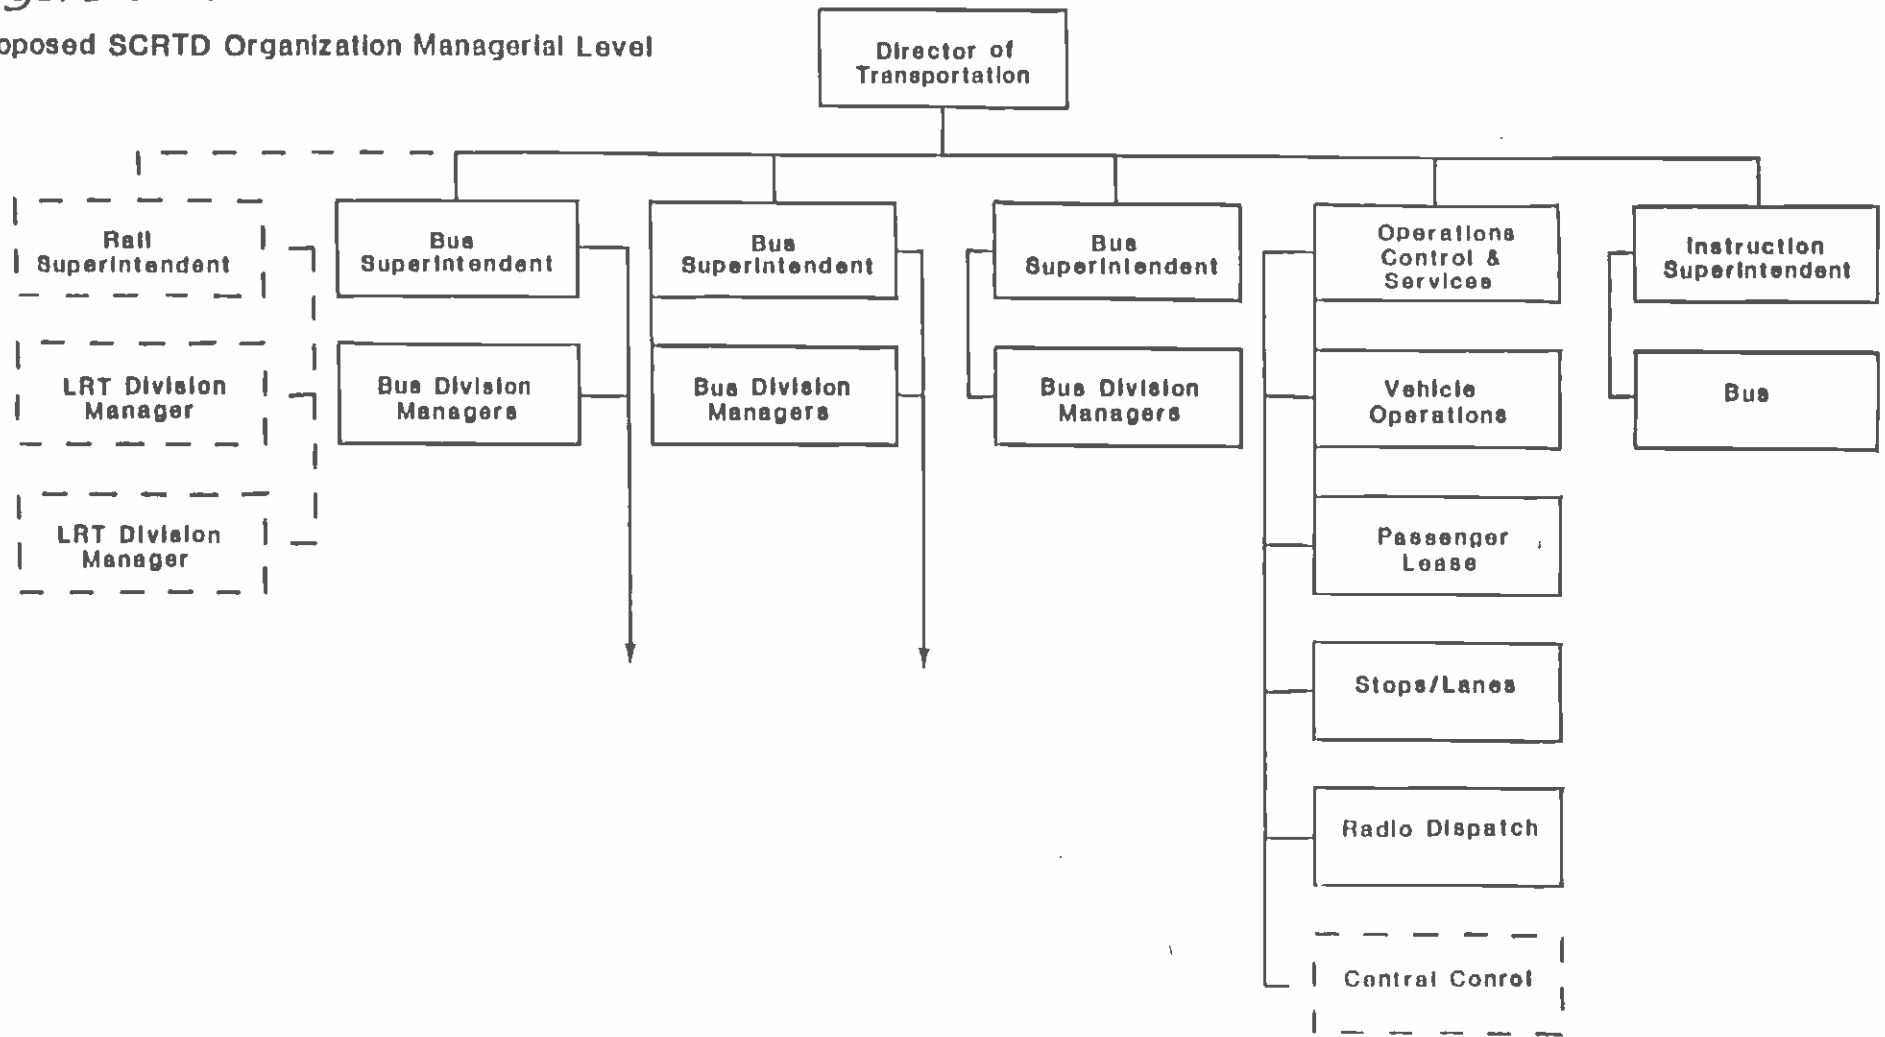 oposed SCRTD Organization Managerial Level
Director of
Transportation
Rail
Superintendent
Bus
Superintendent
Bus
Superintendent
Bus
Superintendent
Operations
Control &
Services
Instruction
Superintendent
LRT Division
Manager
Bus Division
Managers
Bus Division
Managers
Bus Division
Managers
Vehicle
Operations
Bus
LRT Division
Manager
Passenger
Lease
Stops/Lanes
Radio Dispatch
Central Conrol